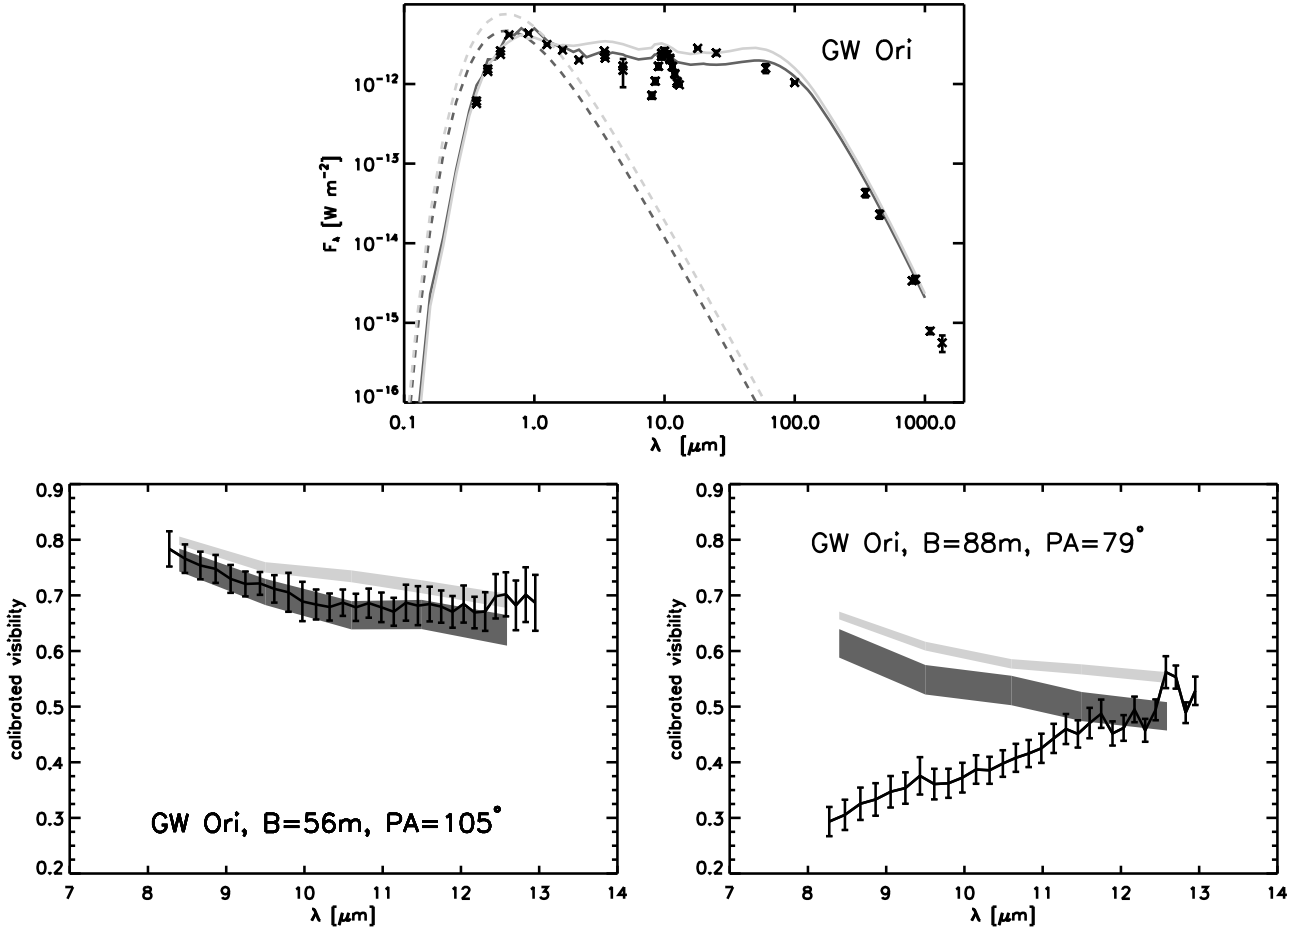 GW Ori
10⁻¹²
10⁻¹³
10⁻¹⁴
10⁻¹⁵
10⁻¹⁶
F_λ [W m⁻²]
0.1 1.0 10.0 100.0 1000.0
λ [μm]
0.9
0.8
0.7
0.6
0.5
0.4
0.3
0.2
calibrated visibility
GW Ori, B=56m, PA=105°
7 8 9 10 11 12 13 14
λ [μm]
0.9
0.8
0.7
0.6
0.5
0.4
0.3
0.2
calibrated visibility
GW Ori, B=88m, PA=79°
7 8 9 10 11 12 13 14
λ [μm]